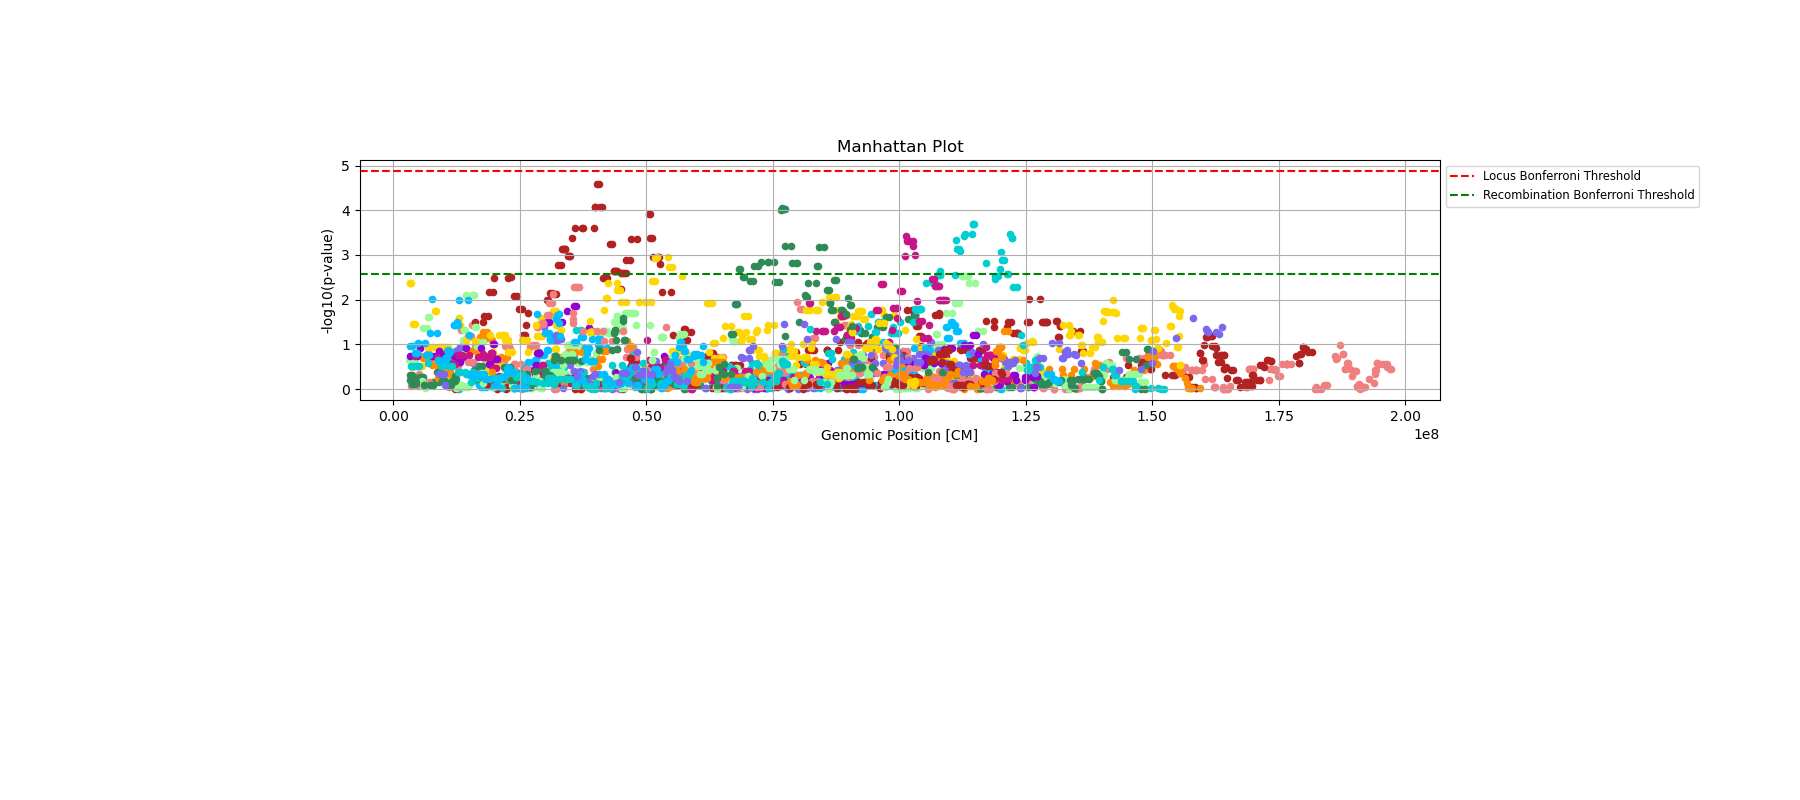 Manhattan Plot
5
4
3
2
1
0
-log10(p-value)
Locus Bonferroni Threshold
Recombination Bonferroni Threshold
0.00 0.25 0.50 0.75 1.00 1.25 1.50 1.75 2.00
1e8
Genomic Position [CM]